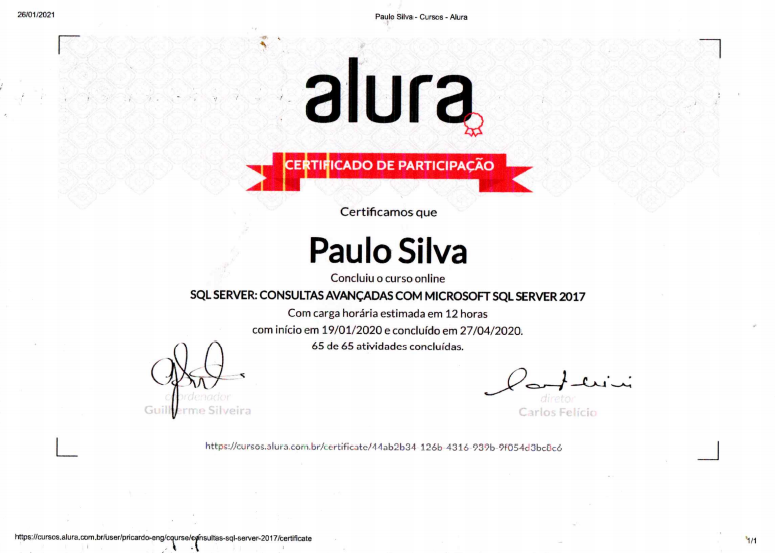 26/01/2021
Paulo Silva - Cursos - Alura
alura
CERTIFICADO DE PARTICIPAÇÃO
Certificamos que
Paulo Silva
Concluiu o curso online
SQL SERVER: CONSULTAS AVANÇADAS COM MICROSOFT SQL SERVER 2017
Com carga horária estimada em 12 horas
com início em 19/01/2020 e concluído em 27/04/2020.
65 de 65 atividades concluídas.
coordenador
Guilherme Silveira
diretor
Carlos Felício
https://cursos.alura.com.br/certificate/44ab2b34-126b-4316-939b-9f054d3bc8c6
https://cursos.alura.com.br/user/pricardo-eng/course/consultas-sql-server-2017/certificate
1/1